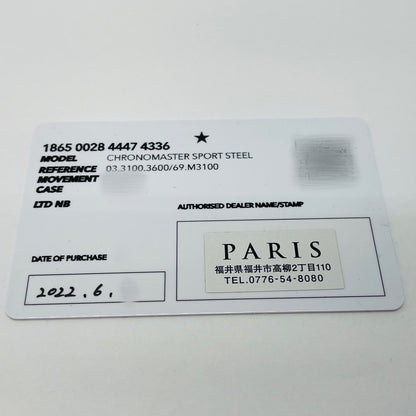 1865 0028 4447 4336
MODEL CHRONOMASTER SPORT STEEL
REFERENCE 03.3100.3600/69.M3100
MOVEMENT
CASE
LTD NB
AUTHORISED DEALER NAME/STAMP
PARIS
福井県福井市高柳2丁目110
TEL.0776-54-8080
DATE OF PURCHASE
2022.6.